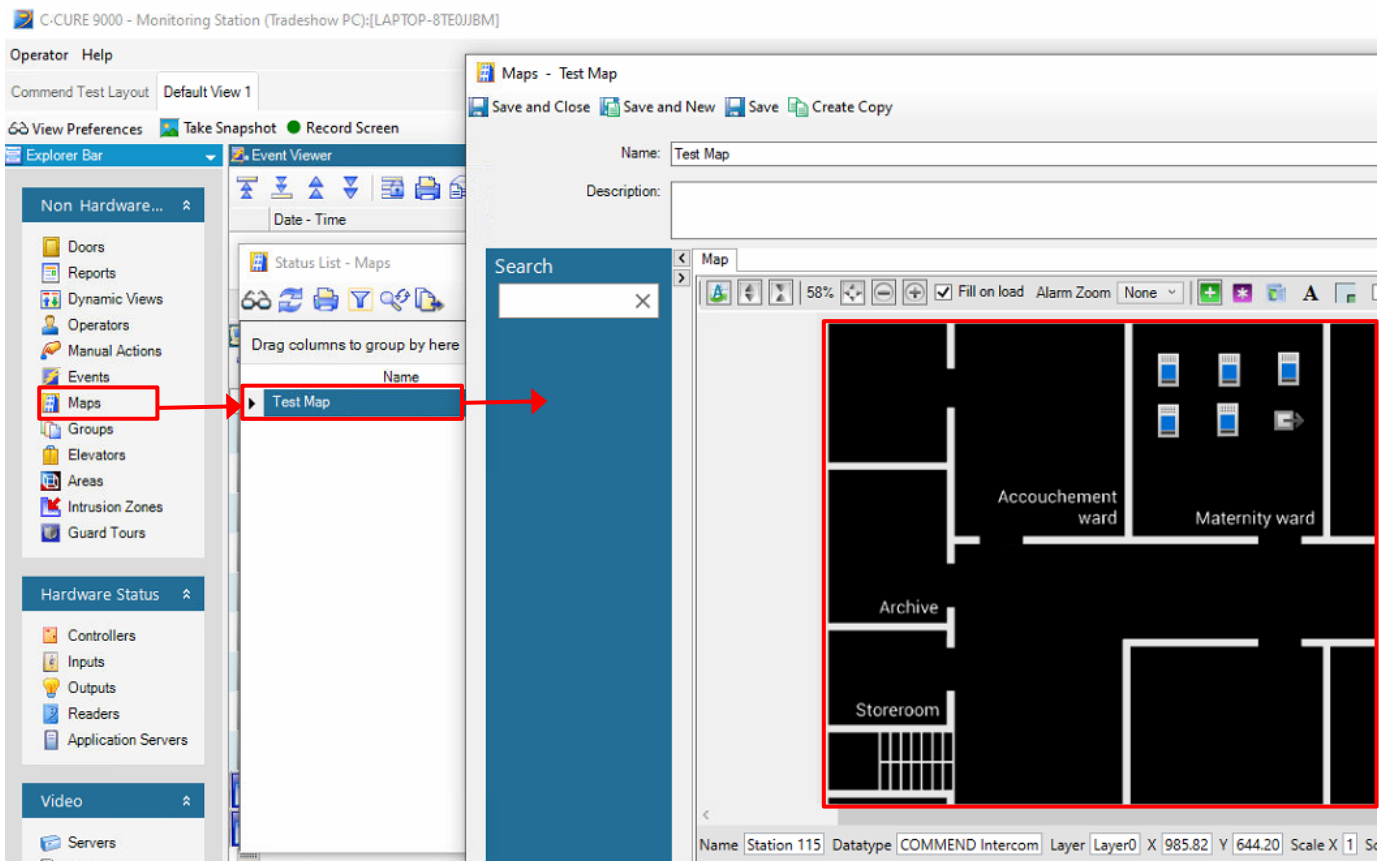 C•CURE 9000 - Monitoring Station (Tradeshow PC):[LAPTOP-8TE0JJBM]
Operator Help
Commend Test Layout Default View 1
View Preferences Take Snapshot Record Screen
Explorer Bar
Non Hardware...
Doors
Reports
Dynamic Views
Operators
Manual Actions
Events
Maps
Groups
Elevators
Areas
Intrusion Zones
Guard Tours
Hardware Status
Controllers
Inputs
Outputs
Readers
Application Servers
Video
Servers
Event Viewer
Date - Time
Status List - Maps
Drag columns to group by here
Name
Test Map
Maps - Test Map
Save and Close Save and New Save Create Copy
Name: Test Map
Description:
Search
Map
58% Fill on load Alarm Zoom None A
Accouchement
ward
Maternity ward
Archive
Storeroom
Name Station 115 Datatype COMMEND Intercom Layer Layer0 X 985.82 Y 644.20 Scale X 1